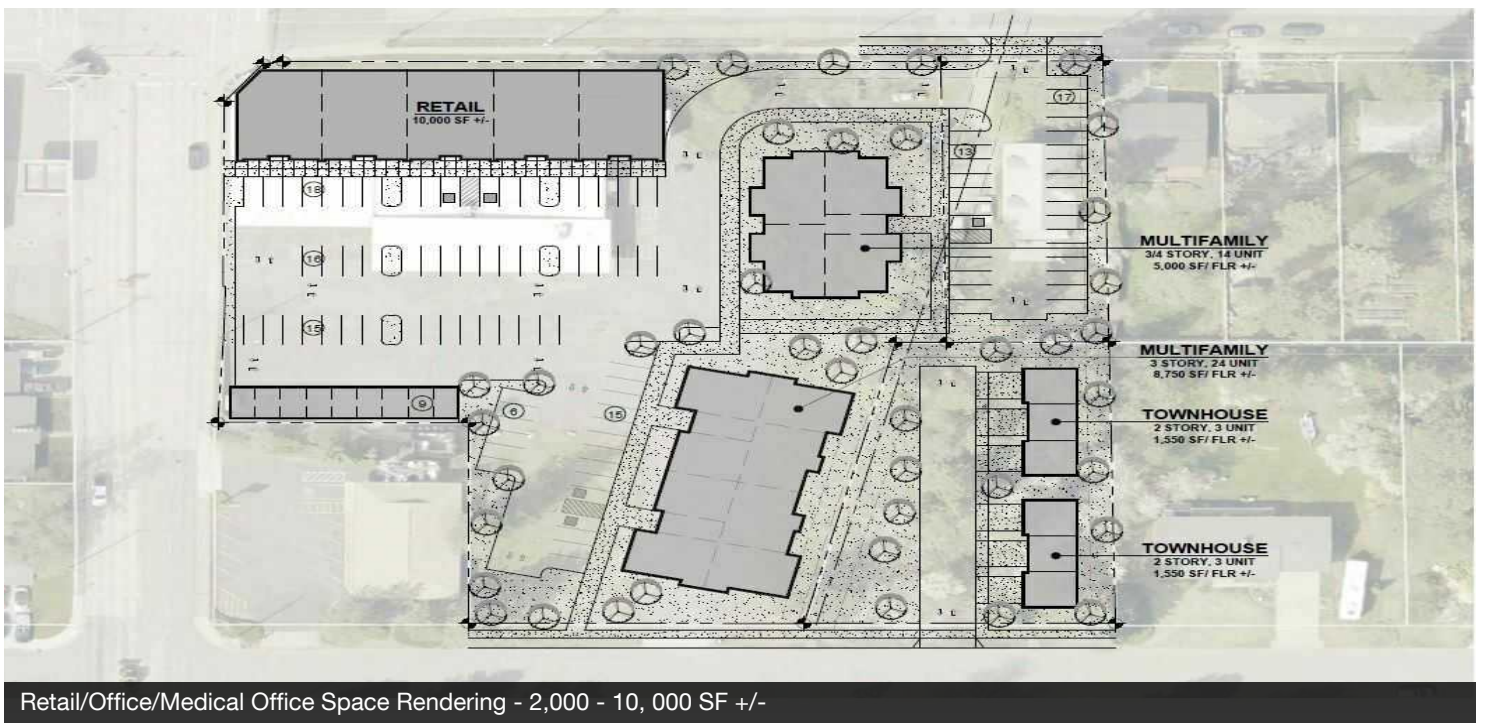 RETAIL
10,000 SF +/-
17
13
18
MULTIFAMILY
3/4 STORY, 14 UNIT
5,000 SF/ FLR +/-
16
15
MULTIFAMILY
3 STORY, 24 UNIT
8,750 SF/ FLR +/-
9
6
15
TOWNHOUSE
2 STORY, 3 UNIT
1,550 SF/ FLR +/-
TOWNHOUSE
2 STORY, 3 UNIT
1,550 SF/ FLR +/-
Retail/Office/Medical Office Space Rendering - 2,000 - 10, 000 SF +/-